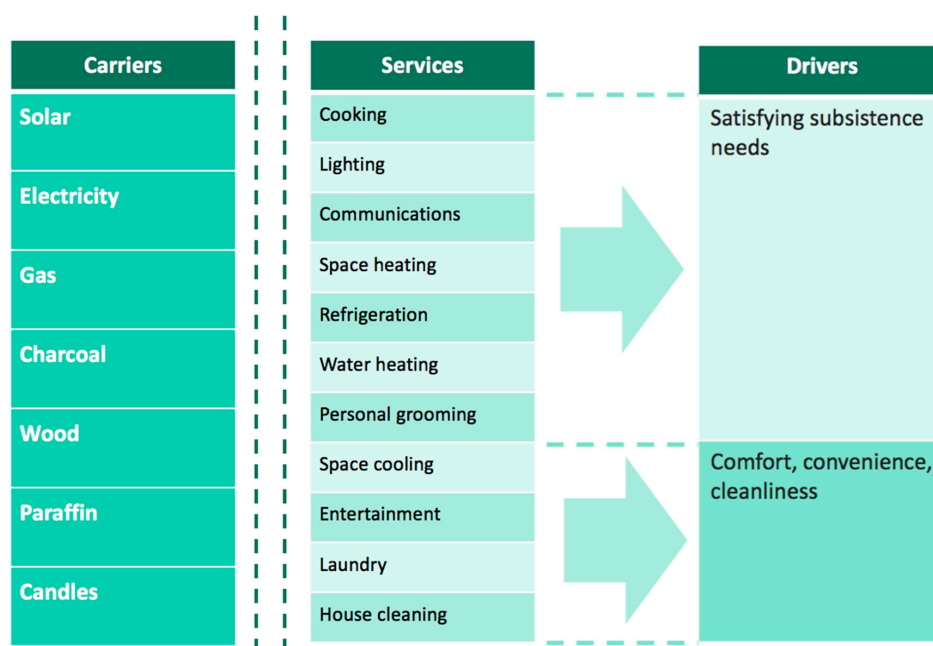 Carriers
Solar
Electricity
Gas
Charcoal
Wood
Paraffin
Candles
Services
Cooking
Lighting
Communications
Space heating
Refrigeration
Water heating
Personal grooming
Space cooling
Entertainment
Laundry
House cleaning
Drivers
Satisfying subsistence
needs
Comfort, convenience,
cleanliness